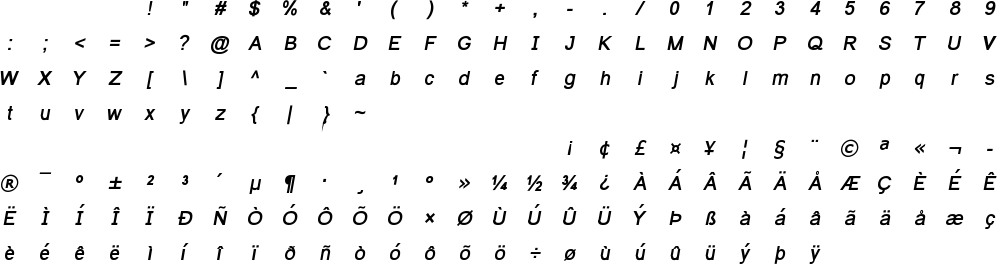 ! " # $ % & ' ( ) * + , - . / 0 1 2 3 4 5 6 7 8 9
: ; < = > ? @ A B C D E F G H I J K L M N O P Q R S T U V
W X Y Z [ \ ] ^ _ ` a b c d e f g h i j k l m n o p q r s
t u v w x y z { | } ~
¡ ¢ £ ¤ ¥ ¦ § ¨ © ª « ¬ -
® ¯ º ± ² ³ ´ µ ¶ · ¸ ¹ º » ¼ ½ ¾ ¿ À Á Â Ã Ä Å Æ Ç È É Ê
Ë Ì Í Î Ï Ð Ñ Ò Ó Ô Õ Ö × Ø Ù Ú Û Ü Ý Þ ß à á â ã ä å æ ç
è é ê ë ì í î ï ð ñ ò ó ô õ ö ÷ ø ù ú û ü ý þ ÿ